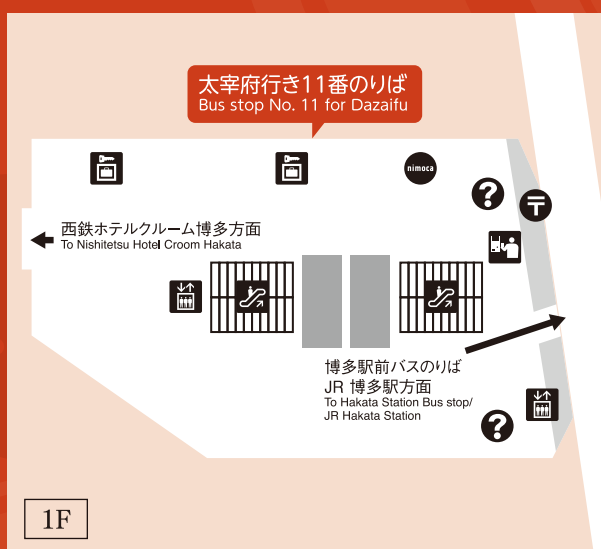 太宰府行き11番のりば
Bus stop No. 11 for Dazaifu
nimoca
西鉄ホテルクルーム博多方面
To Nishitetsu Hotel Croom Hakata
博多駅前バスのりば
JR 博多駅方面
To Hakata Station Bus stop/
JR Hakata Station
?
〒
?
1F